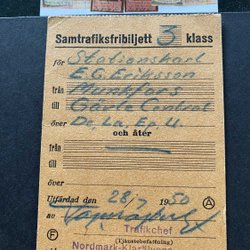 Samtrafiksfribiljett 3 klass
för Stationskarl
E.G. Eriksson
från Munkfors
till Gävle Central
över De, La, Ep U.
och åter
från
till
över
Utfärdad den 28/7 1950
Trafikchef
(Tjänstebefattning)
Nordmark-Klarälvens
F
A